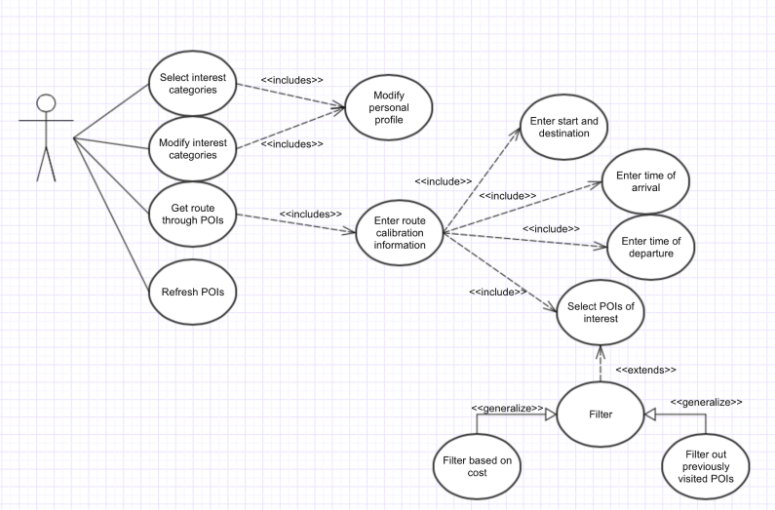 Select interest
categories
<<includes>>
Modify
personal
profile
Modify interest
categories
<<includes>>
Get route
through POIs
<<includes>>
Enter route
calibration
information
Refresh POIs
<<include>>
Enter start and
destination
<<include>>
Enter time of
arrival
<<include>>
Enter time of
departure
<<include>>
Select POIs of
interest
<<extends>>
Filter
<<generalize>>
<<generalize>>
Filter based on
cost
Filter out
previously
visited POIs